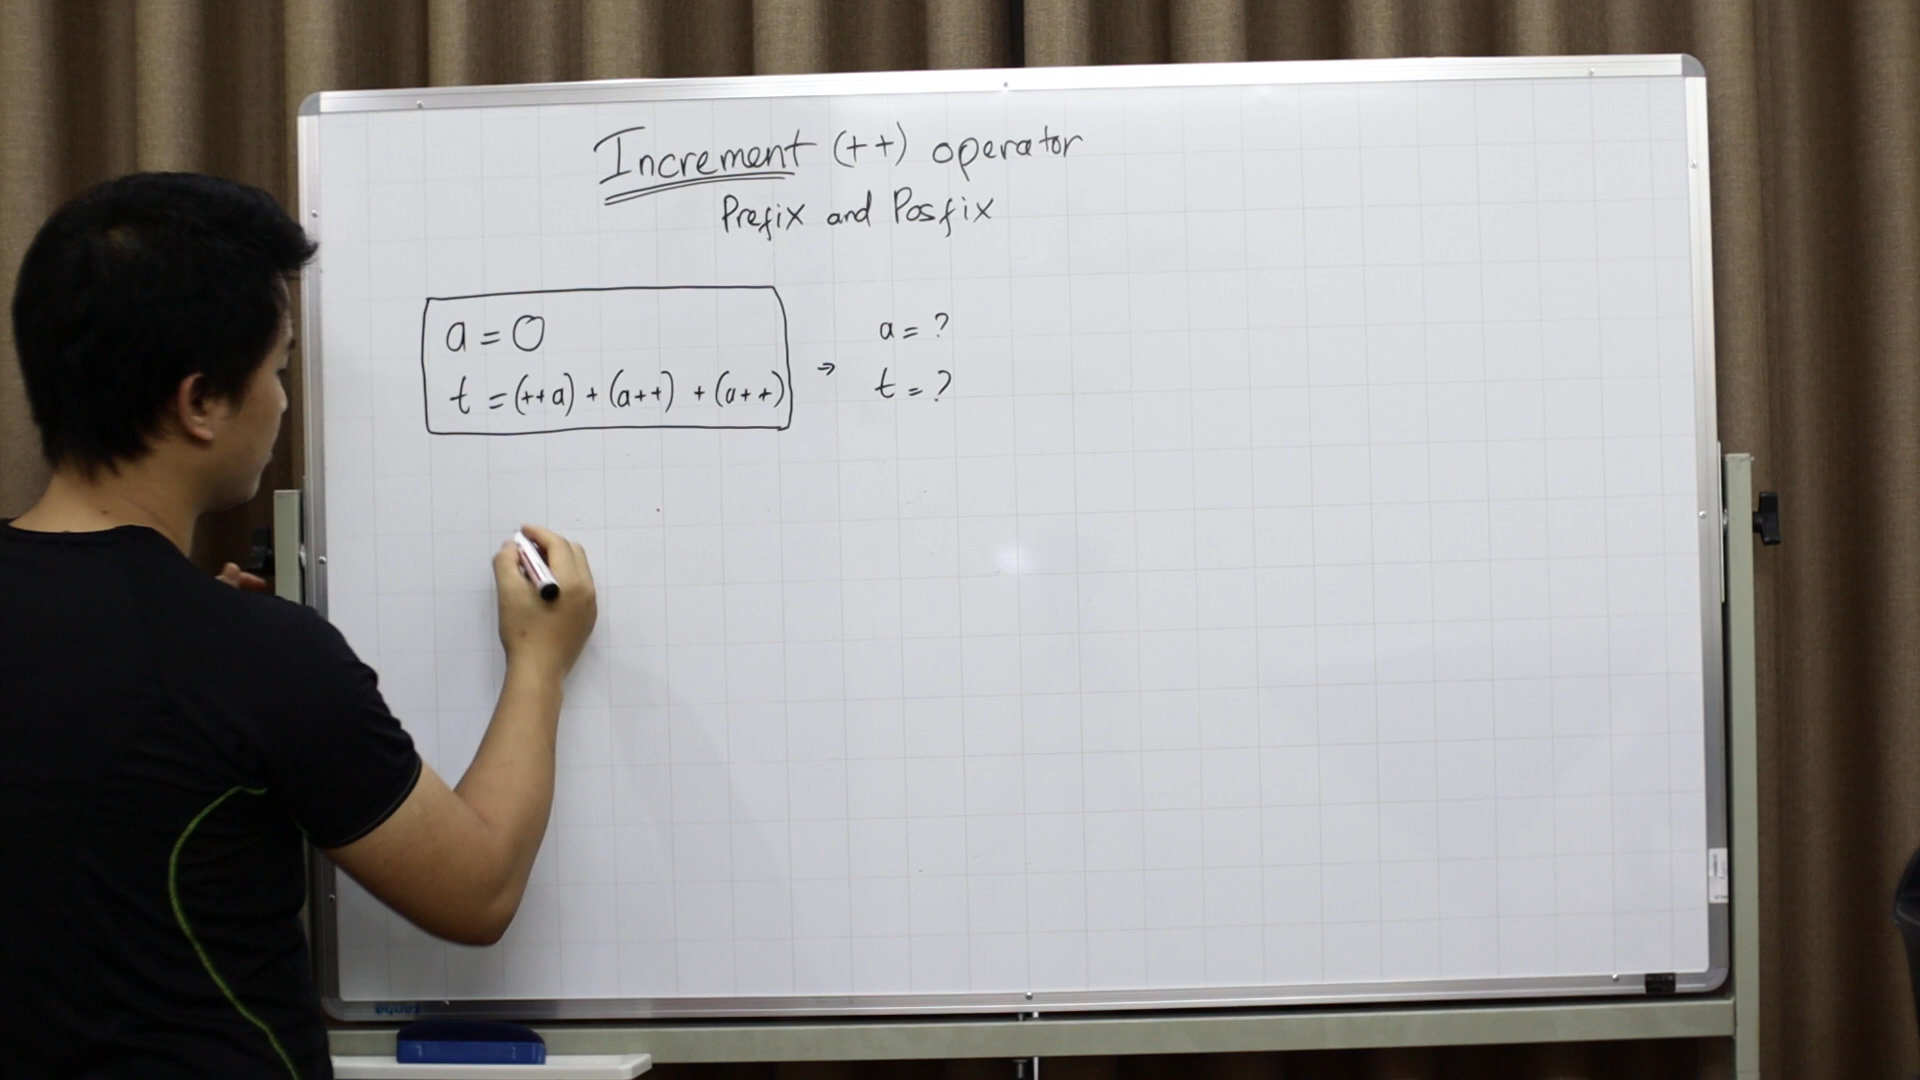 Increment (++) operator
Prefix and Posfix
a = 0
t = (++a) + (a++) + (a++)
→
a = ?
t = ?